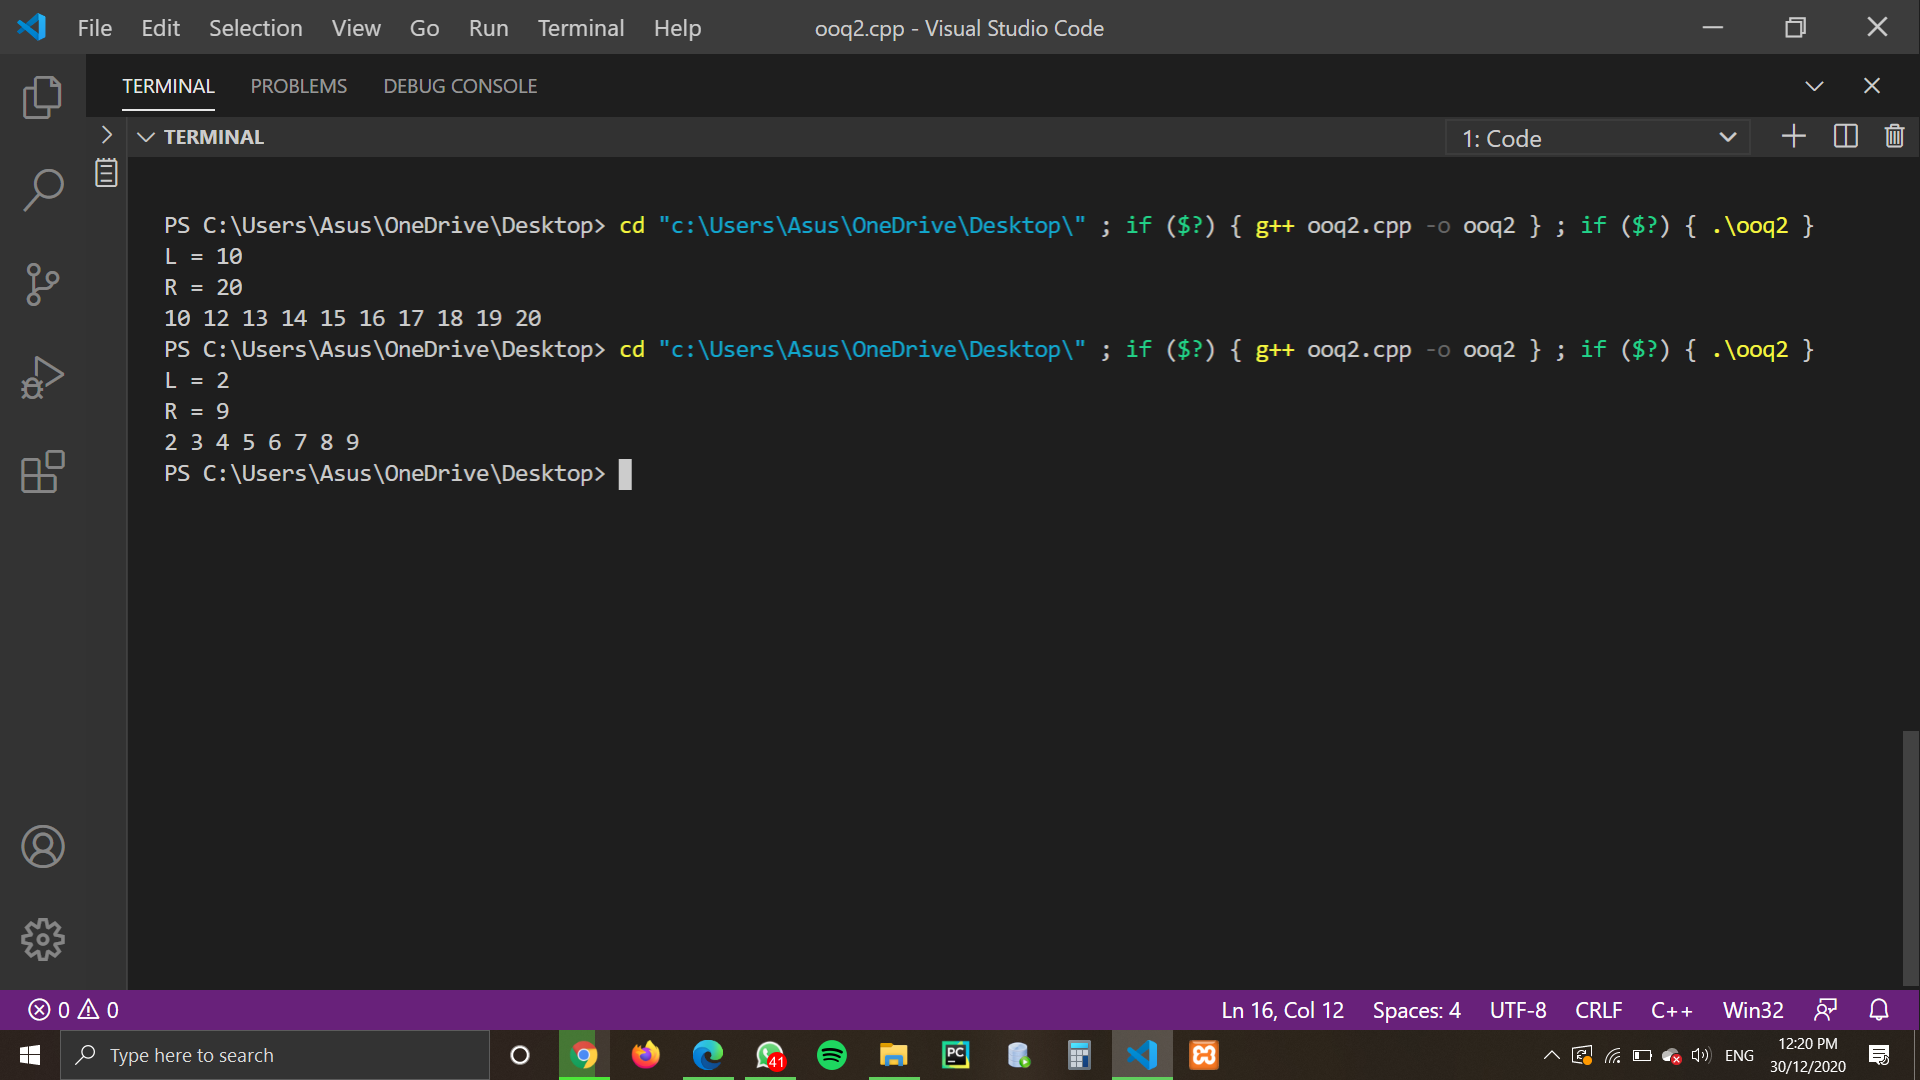 File Edit Selection View Go Run Terminal Help ooq2.cpp - Visual Studio Code
TERMINAL PROBLEMS DEBUG CONSOLE
TERMINAL 1: Code
PS C:\Users\Asus\OneDrive\Desktop> cd "c:\Users\Asus\OneDrive\Desktop\" ; if ($?) { g++ ooq2.cpp -o ooq2 } ; if ($?) { .\ooq2 }
L = 10
R = 20
10 12 13 14 15 16 17 18 19 20
PS C:\Users\Asus\OneDrive\Desktop> cd "c:\Users\Asus\OneDrive\Desktop\" ; if ($?) { g++ ooq2.cpp -o ooq2 } ; if ($?) { .\ooq2 }
L = 2
R = 9
2 3 4 5 6 7 8 9
PS C:\Users\Asus\OneDrive\Desktop>
0 0 Ln 16, Col 12 Spaces: 4 UTF-8 CRLF C++ Win32
Type here to search 41 PC ENG 12:20 PM
30/12/2020